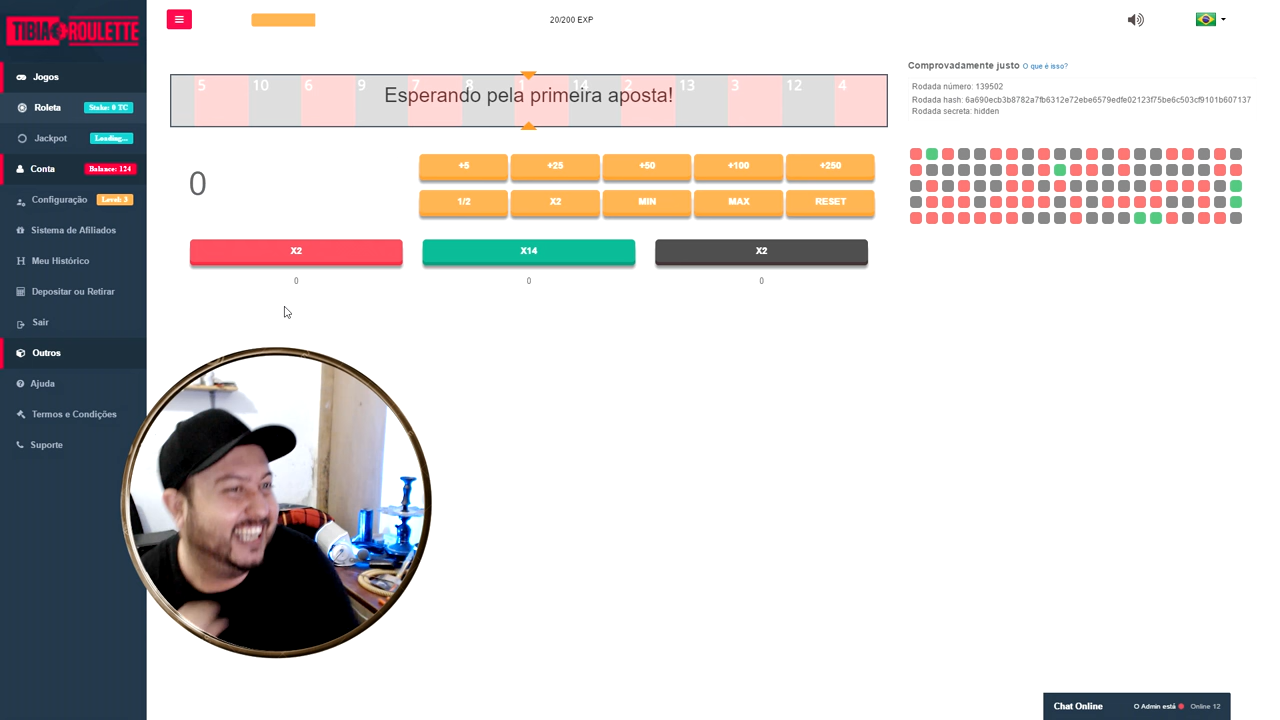 TIBIA ROULETTE
Jogos
Roleta Stake: 0 TC
Jackpot Loading...
Conta Balance: 124
Configuração Level: 3
Sistema de Afiliados
Meu Histórico
Depositar ou Retirar
Sair
Outros
Ajuda
Termos e Condições
Suporte
20/200 EXP
5 10 6 9 7 8 1 14 2 13 3 12 4
Esperando pela primeira aposta!
0
+5 +25 +50 +100 +250
1/2 X2 MIN MAX RESET
X2 X14 X2
0 0 0
Comprovadamente justo O que é isso?
Rodada número: 139502
Rodada hash: 6a690ecb3b8782a7fb6312e72ebe6579edfe02123f75be6c503cf9101b607137
Rodada secreta: hidden
Chat Online O Admin está Online 12